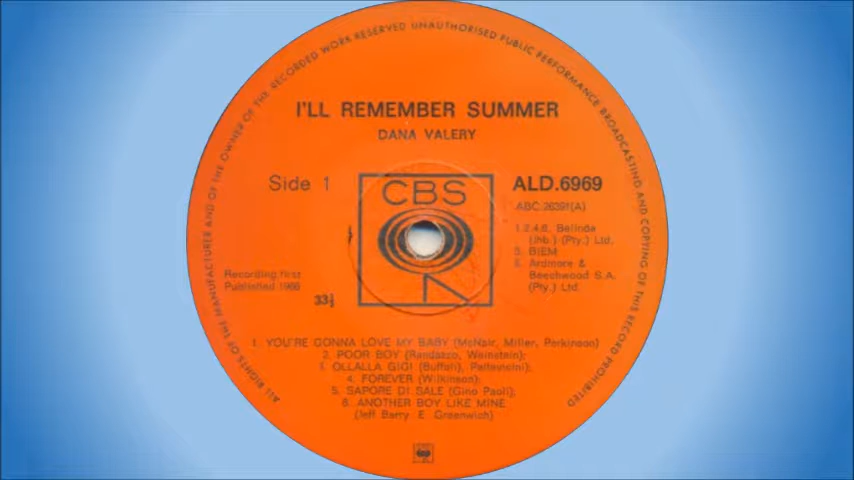 ALL RIGHTS OF THE MANUFACTURER AND OF THE OWNER OF THE RECORDED WORK RESERVED UNAUTHORISED PUBLIC PERFORMANCE BROADCASTING AND COPYING OF THIS RECORD PROHIBITED
I'LL REMEMBER SUMMER
DANA VALERY
Side 1
CBS
ALD.6969
ABC.26391(A)
1.2.4.6. Belinda
(Jhb.) (Pty.) Ltd.
5. BIEM
6. Ardmore &
Beechwood S.A.
(Pty.) Ltd.
Recording first
Published 1966
33⅓
1. YOU'RE GONNA LOVE MY BABY (McNair, Miller, Perkinson)
2. POOR BOY (Randazzo, Weinstein);
3. OLLALLA GIGI (Buffoli, Pallavicini);
4. FOREVER (Wilkinson);
5. SAPORE DI SALE (Gino Paoli);
6. ANOTHER BOY LIKE MINE
(Jeff Barry E. Greenwich)